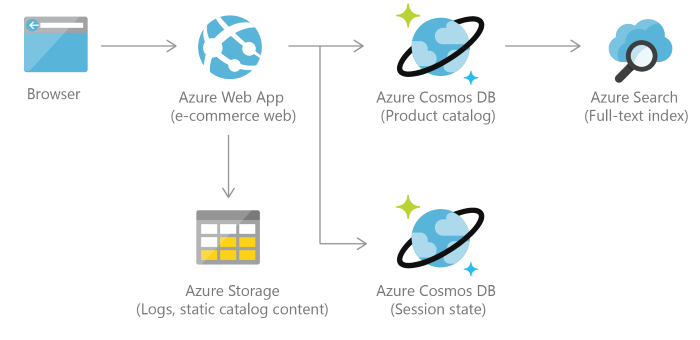 Browser
Azure Web App
(e-commerce web)
Azure Cosmos DB
(Product catalog)
Azure Search
(Full-text index)
Azure Storage
(Logs, static catalog content)
Azure Cosmos DB
(Session state)